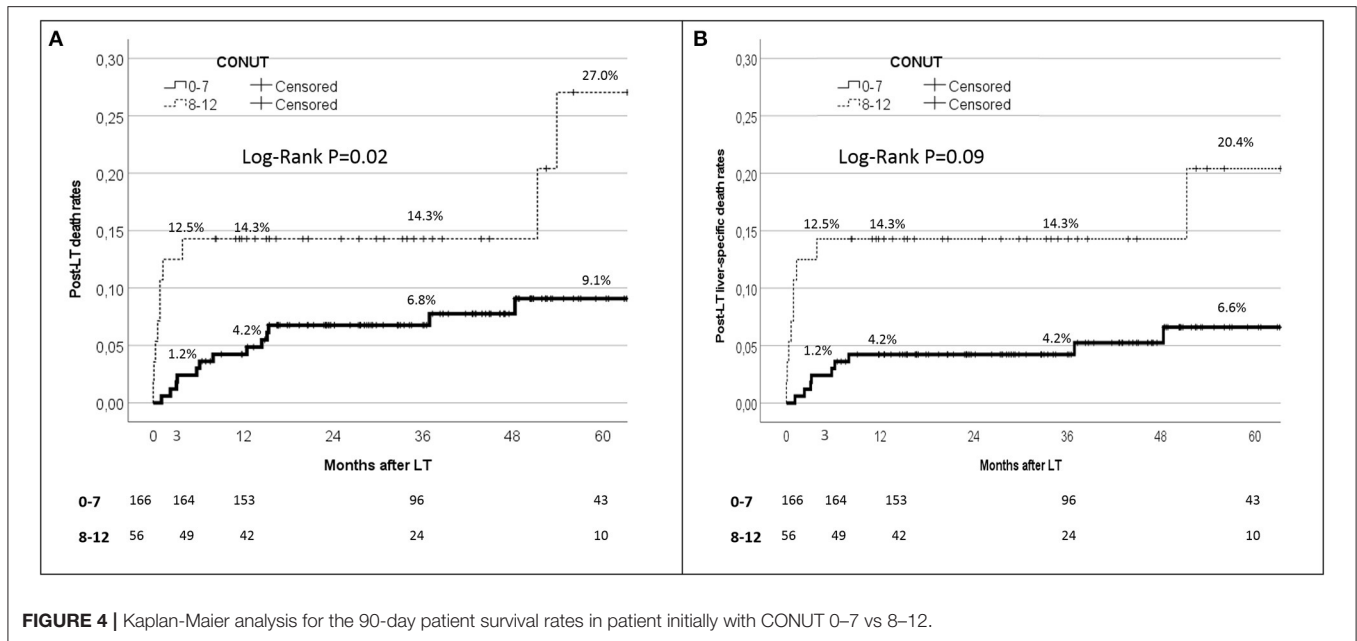 A
CONUT
0-7 Censored
8-12 Censored
Log-Rank P=0.02
Post-LT death rates
0,30
0,25
0,20
0,15
0,10
0,05
0,00
12.5%
14.3%
14.3%
27.0%
1.2%
4.2%
6.8%
9.1%
0 3 12 24 36 48 60
Months after LT
0-7 166 164 153 96 43
8-12 56 49 42 24 10
B
CONUT
0-7 Censored
8-12 Censored
Log-Rank P=0.09
Post-LT liver-specific death rates
0,30
0,25
0,20
0,15
0,10
0,05
0,00
12.5%
14.3%
14.3%
20.4%
1.2%
4.2%
4.2%
6.6%
0 3 12 24 36 48 60
Months after LT
0-7 166 164 153 96 43
8-12 56 49 42 24 10
FIGURE 4 | Kaplan-Maier analysis for the 90-day patient survival rates in patient initially with CONUT 0–7 vs 8–12.